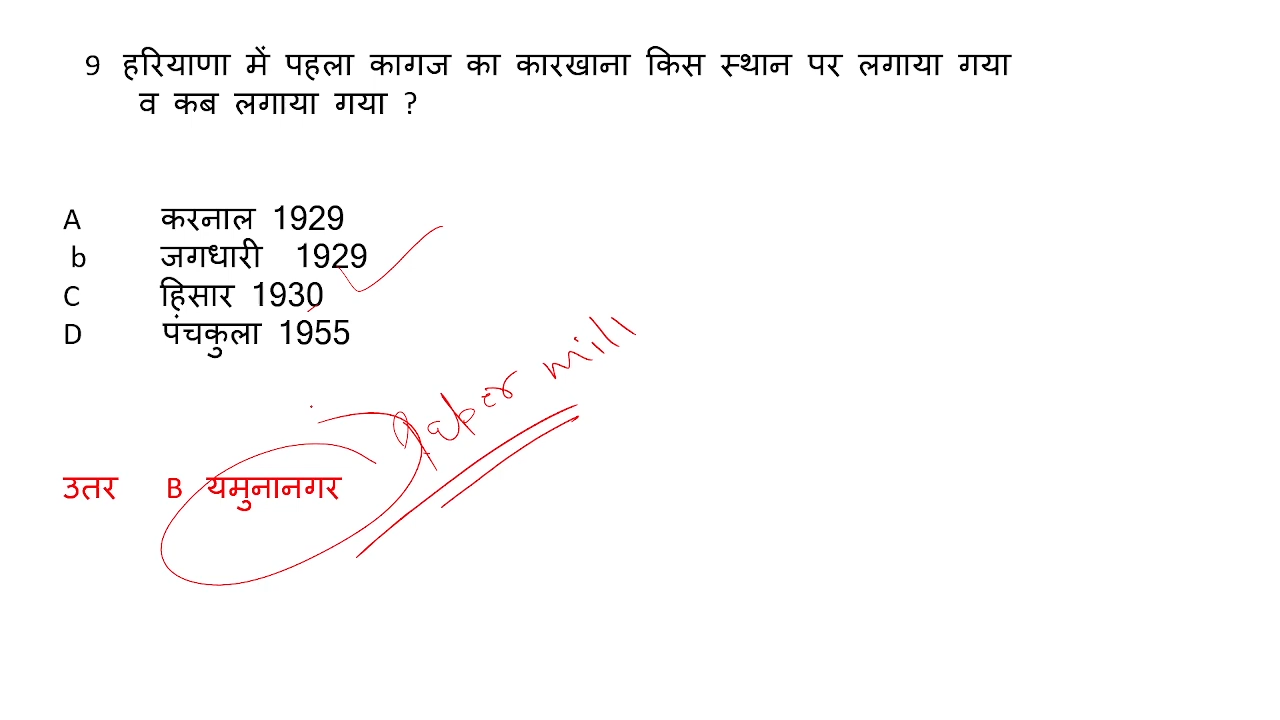 9 हरियाणा में पहला कागज का कारखाना किस स्थान पर लगाया गया
व कब लगाया गया ?
A करनाल 1929
b जगधारी 1929
C हिसार 1930
D पंचकुला 1955
उतर B यमुनानगर
Paper mill